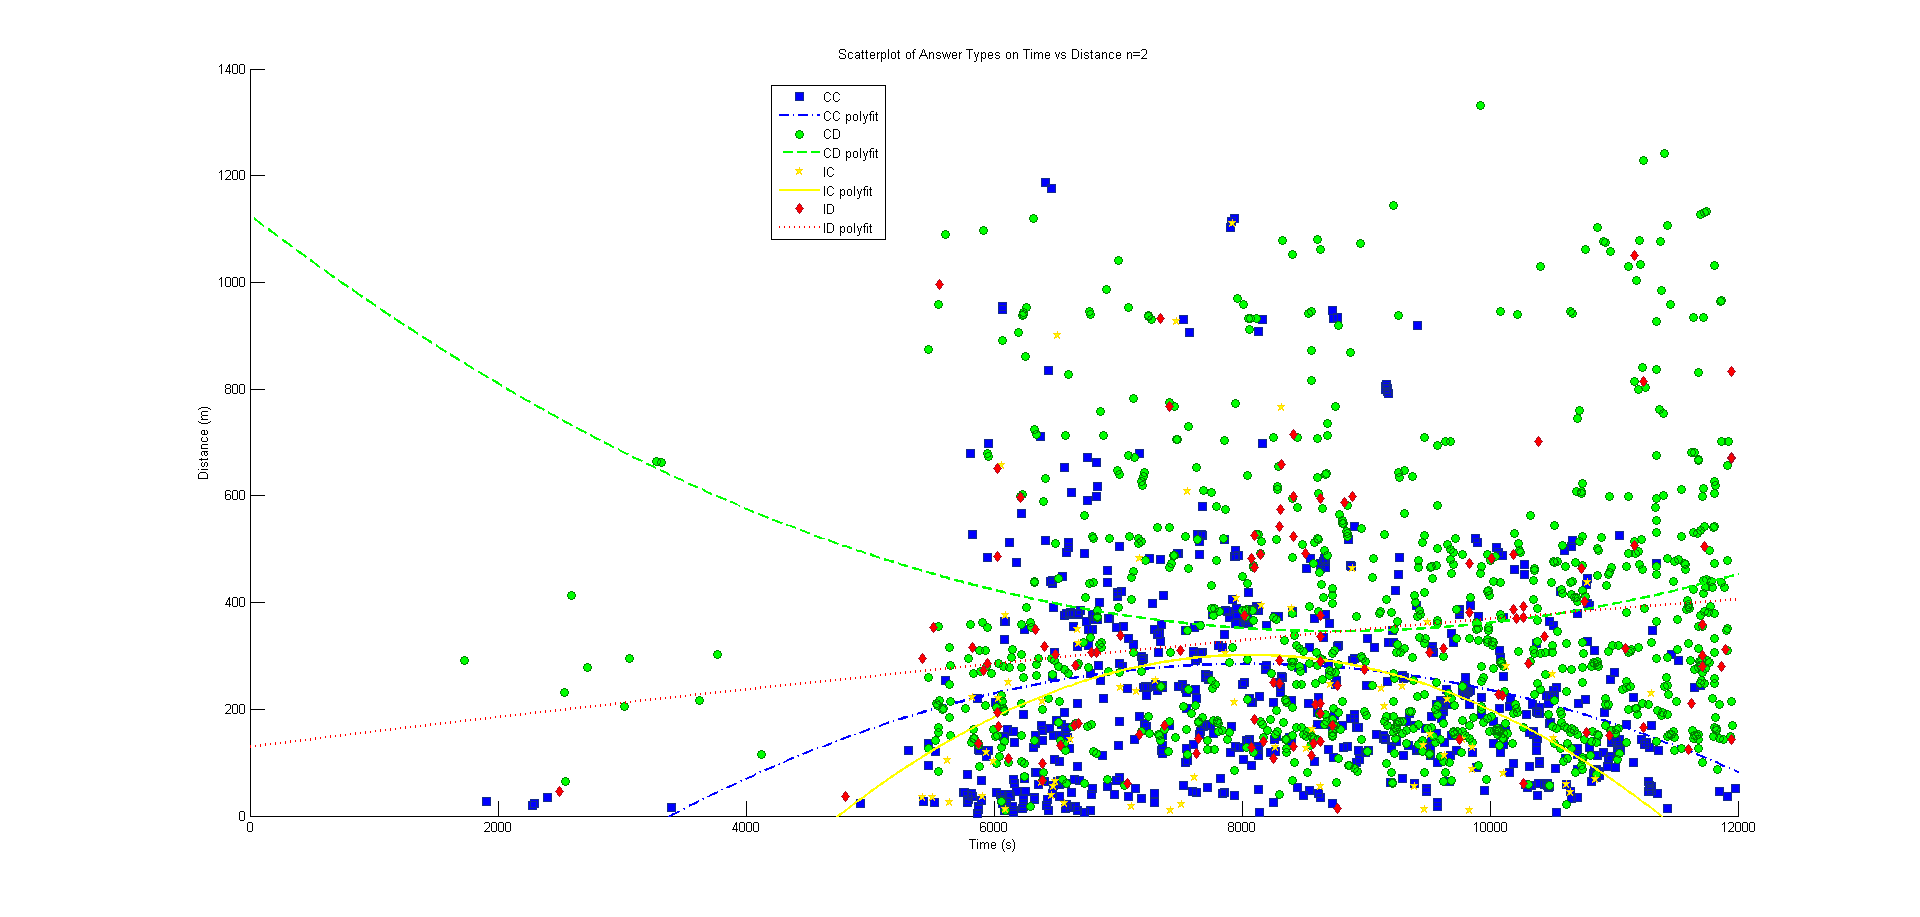 Scatterplot of Answer Types on Time vs Distance n=2
1400
1200
1000
800
600
400
200
0
Distance (m)
CC
CC polyfit
CD
CD polyfit
IC
IC polyfit
ID
ID polyfit
0 2000 4000 6000 8000 10000 12000
Time (s)